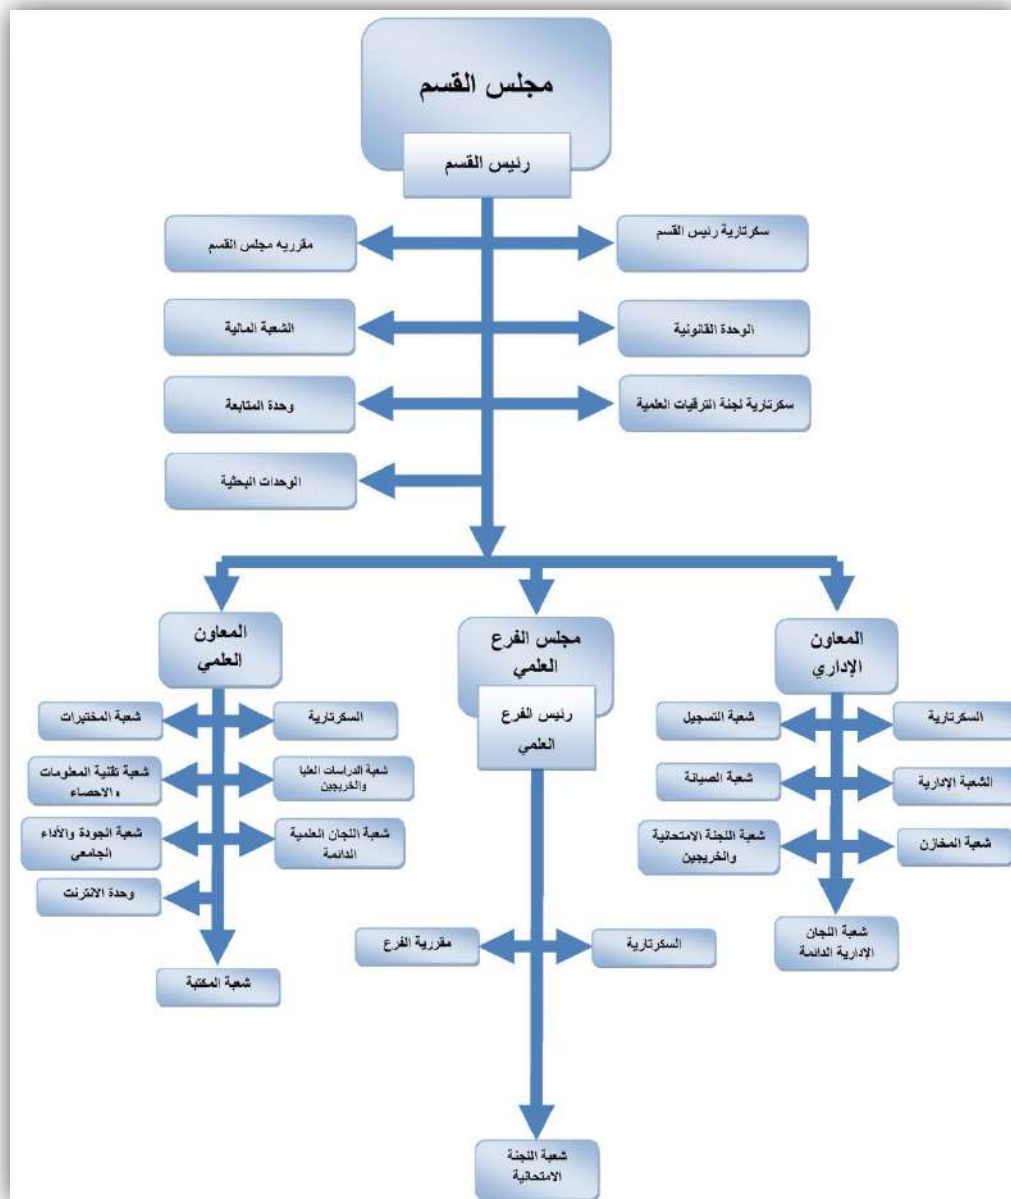 مجلس القسم
رئيس القسم
سكرتارية رئيس القسم
مقرريه مجلس القسم
الوحدة القانونية
الشعبة المالية
سكرتارية لجنة الترقيات العلمية
وحدة المتابعة
الوحدات البحثية
المعاون
الإداري
مجلس الفرع
العلمي
رئيس الفرع
العلمي
المعاون
العلمي
السكرتارية
شعبة التسجيل
الشعبة الإدارية
شعبة الصيانة
شعبة المخازن
شعبة اللجنة الامتحانية
والخريجين
شعبة اللجان
الإدارية الدائمة
السكرتارية
مقررية الفرع
شعبة اللجنة
الامتحانية
السكرتارية
شعبة المختبرات
شعبة الدراسات العليا
والخريجين
شعبة تقنية المعلومات
والاحصاء
شعبة اللجان العلمية
الدائمة
شعبة الجودة والأداء
الجامعي
وحدة الانترنت
شعبة المكتبة